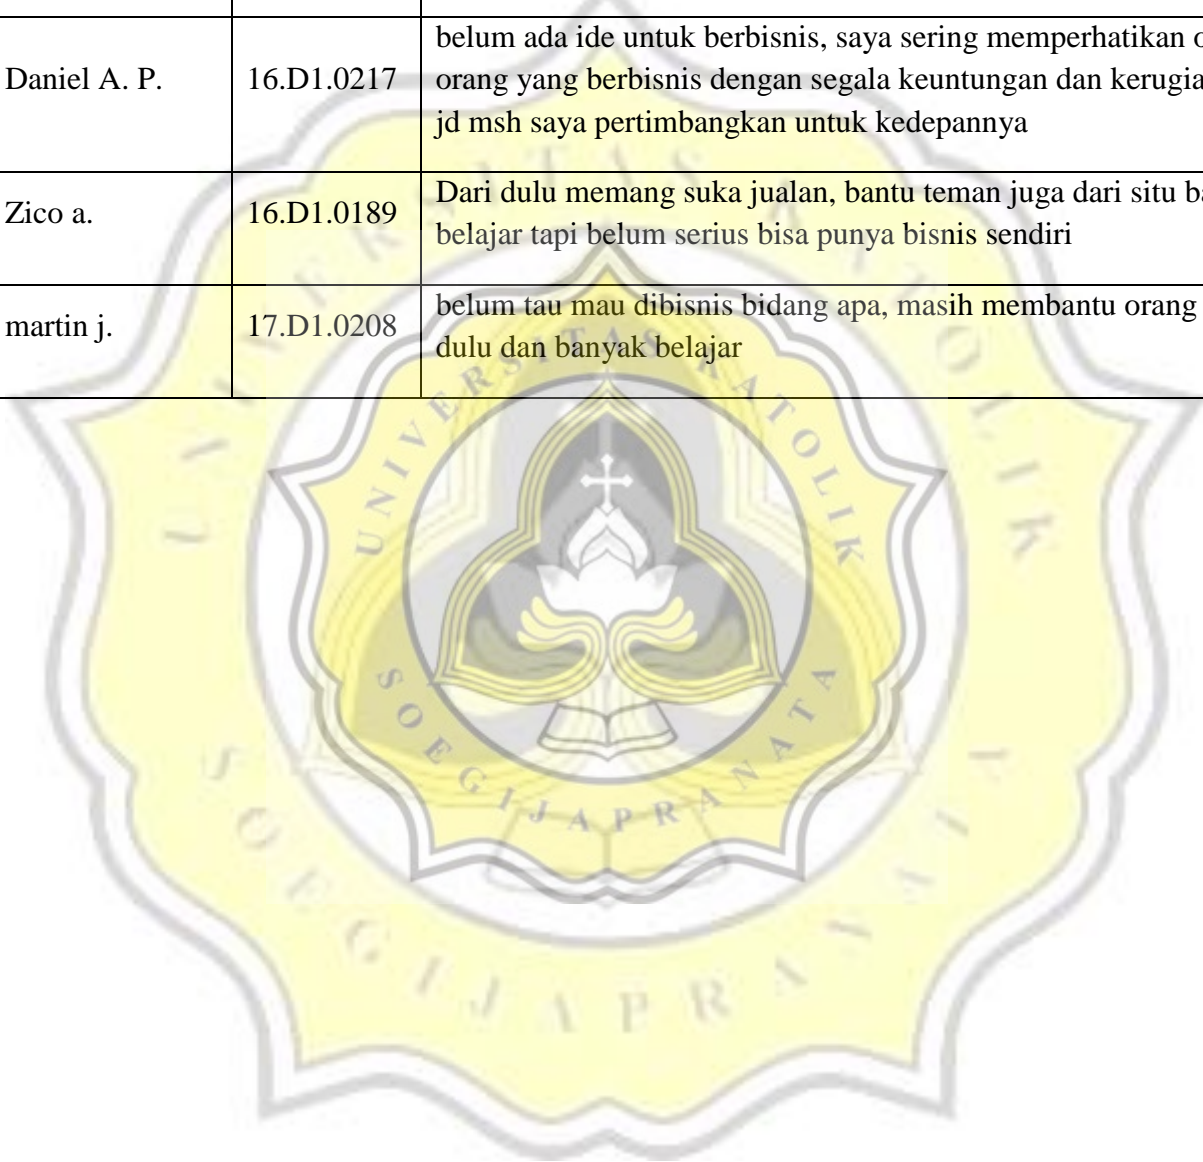 Daniel A. P.
16.D1.0217
belum ada ide untuk berbisnis, saya sering memperhatikan
orang yang berbisnis dengan segala keuntungan dan
jd msh saya pertimbangkan untuk kedepannya
Zico a.
16.D1.0189
Dari dulu memang suka jualan, bantu teman juga dari situ
belajar tapi belum serius bisa punya bisnis sendiri
martin j.
17.D1.0208
belum tau mau dibisnis bidang apa, masih membantu orang
dulu dan banyak belajar
UNIVERSITAS KATOLIK
SOEGIJAPRANATA
UNIVERSITAS KATOLIK
SOEGIJAPRANATA